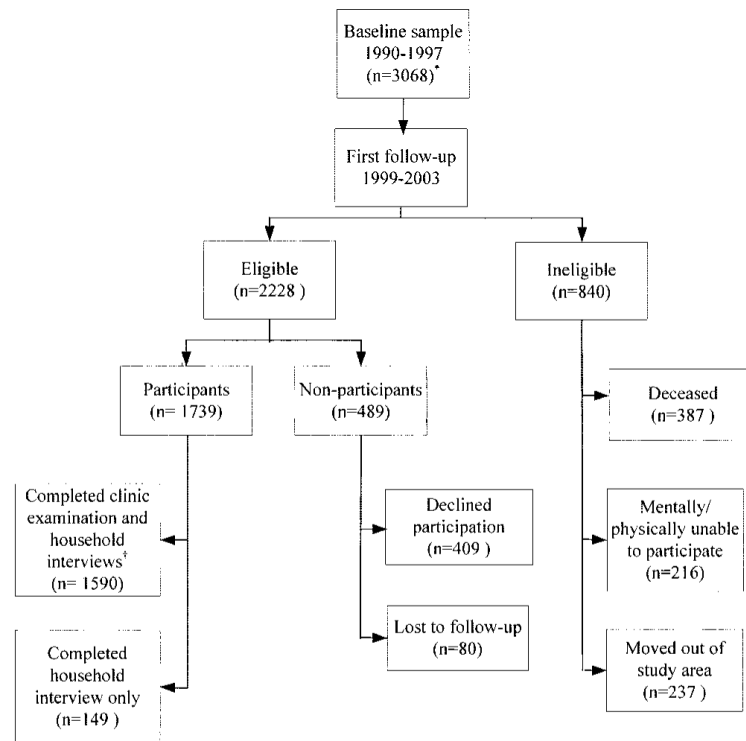 Baseline sample
1990-1997
(n=3068)*
First follow-up
1999-2003
Eligible
(n=2228 )
Ineligible
(n=840)
Participants
(n= 1739)
Non-participants
(n=489)
Deceased
(n=387 )
Completed clinic
examination and
household
interviews†
(n= 1590)
Declined
participation
(n=409 )
Mentally/
physically unable
to participate
(n=216)
Completed
household
interview only
(n=149 )
Lost to follow-up
(n=80)
Moved out of
study area
(n=237 )